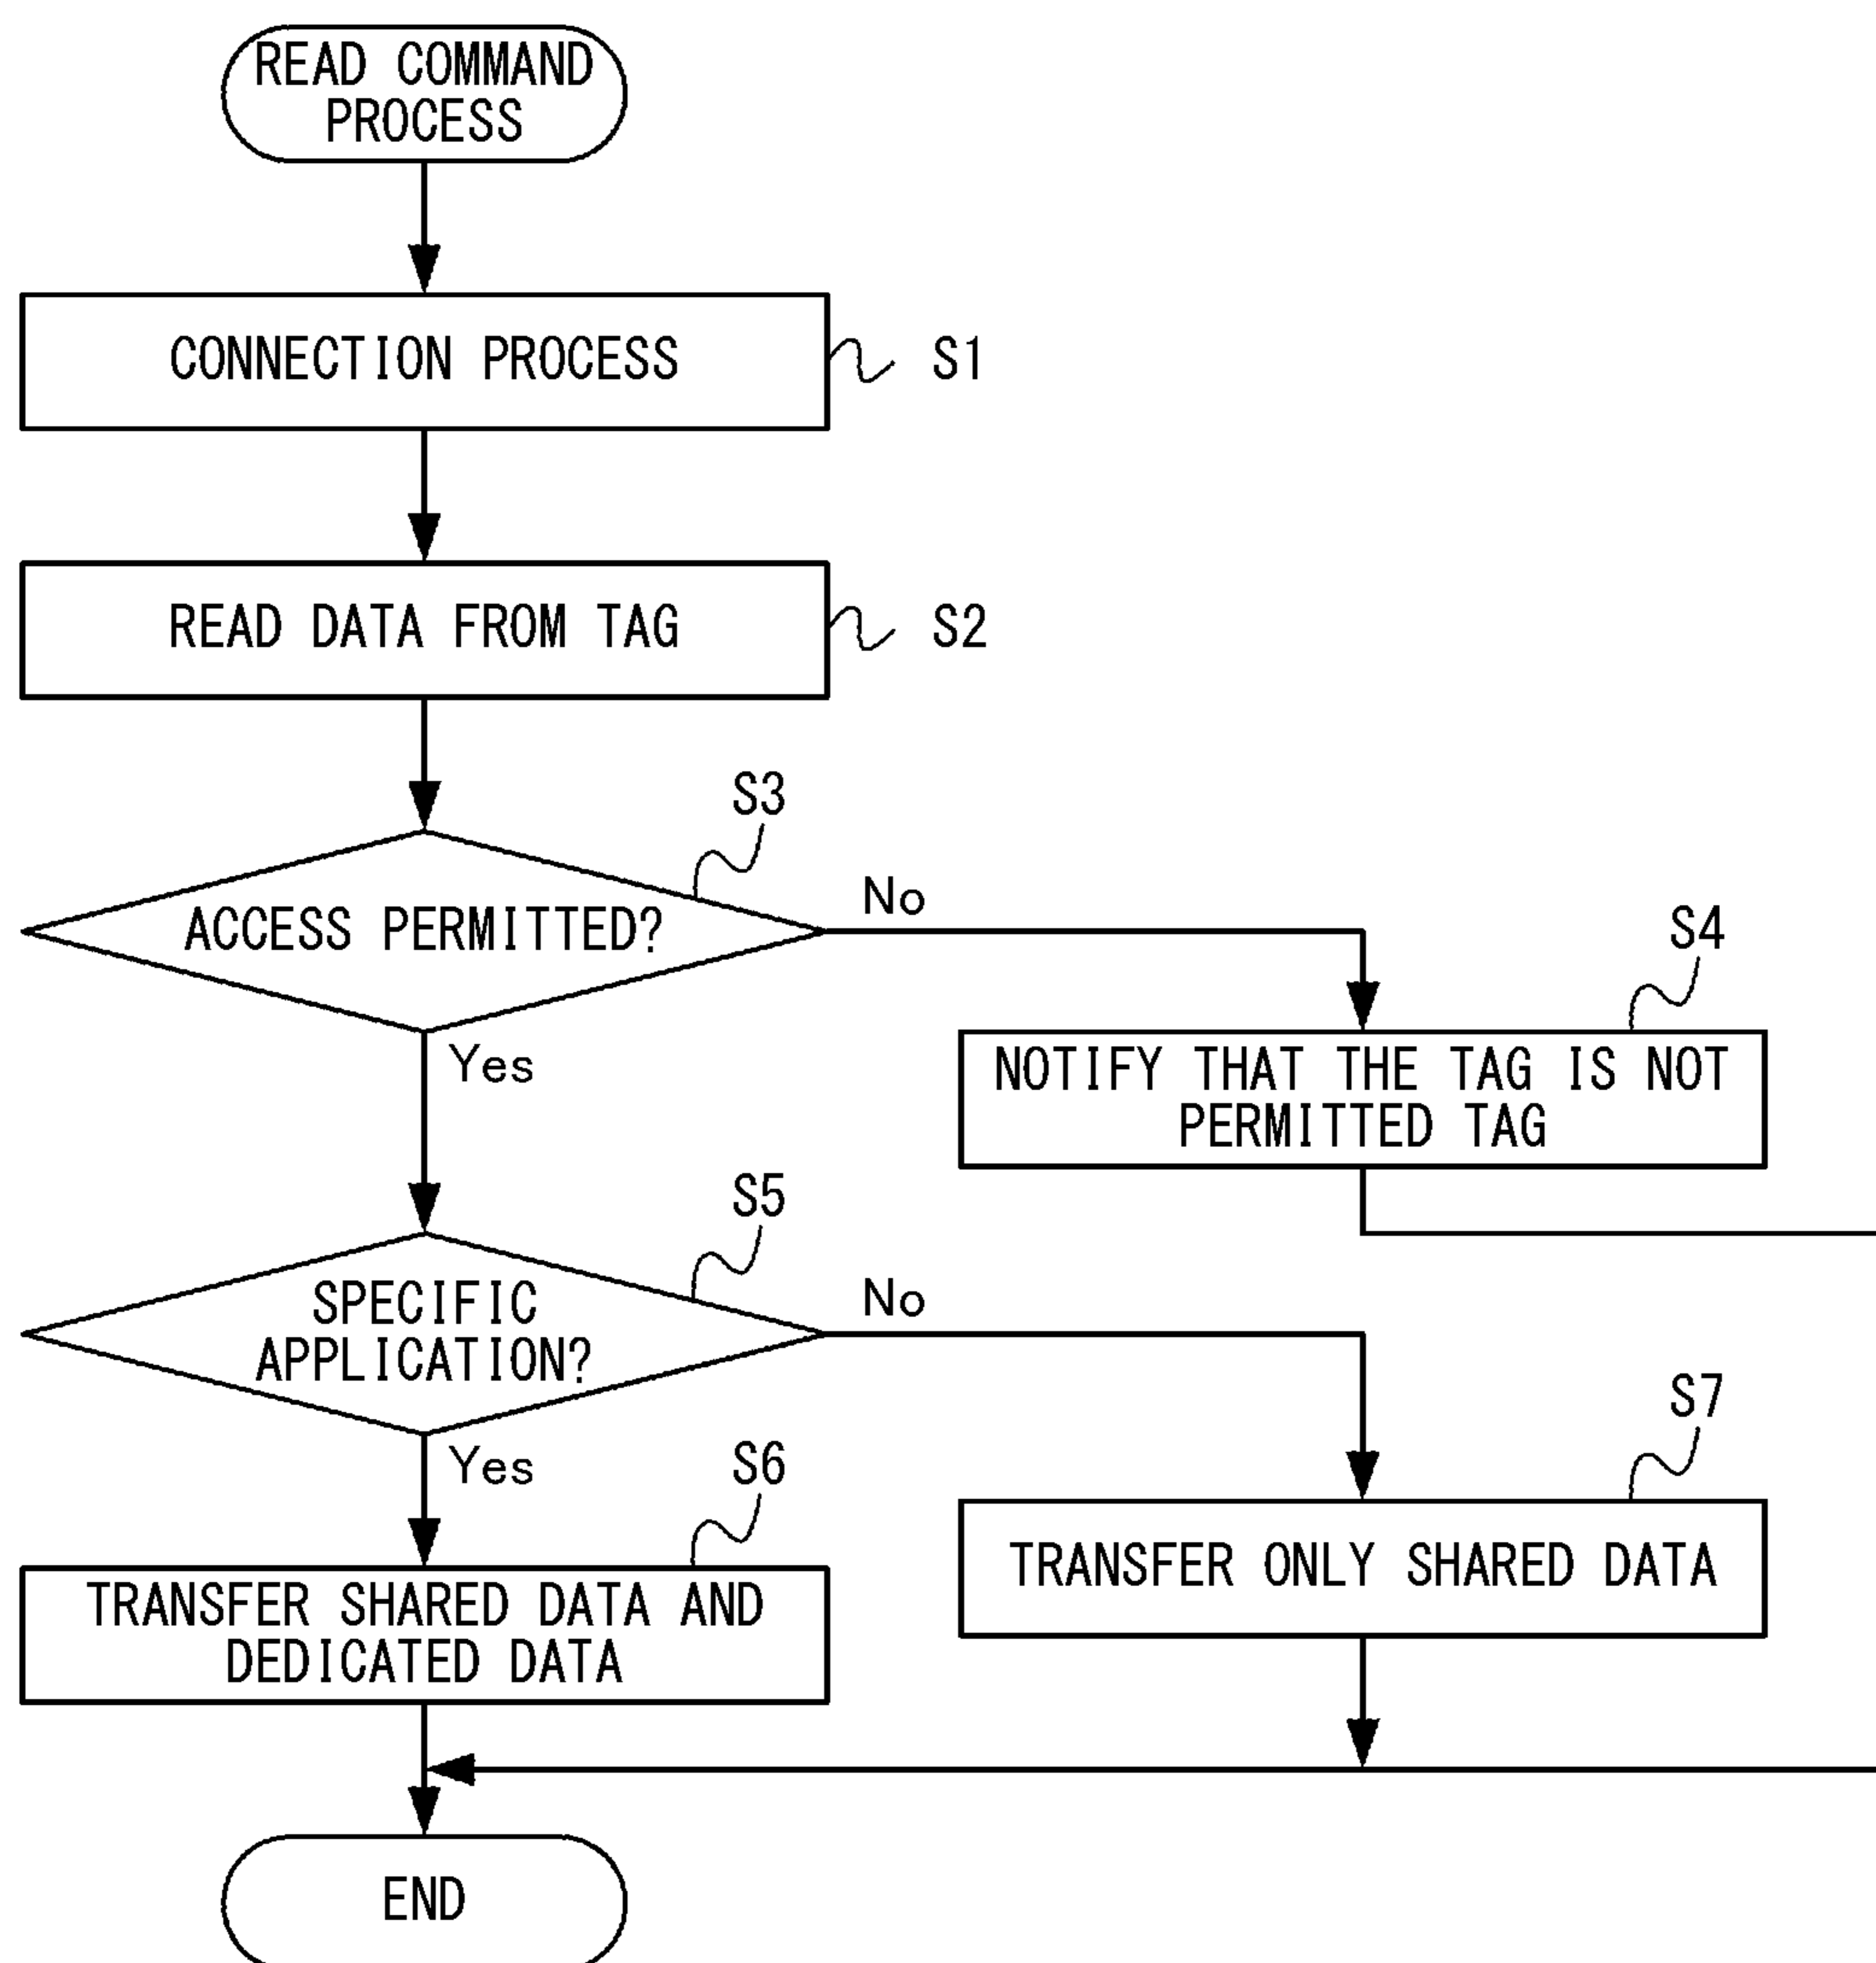 READ COMMAND
PROCESS
CONNECTION PROCESS
S1
READ DATA FROM TAG
S2
S3
ACCESS PERMITTED?
No
Yes
S4
NOTIFY THAT THE TAG IS NOT
PERMITTED TAG
S5
SPECIFIC
APPLICATION?
No
Yes
S6
TRANSFER SHARED DATA AND
DEDICATED DATA
S7
TRANSFER ONLY SHARED DATA
END